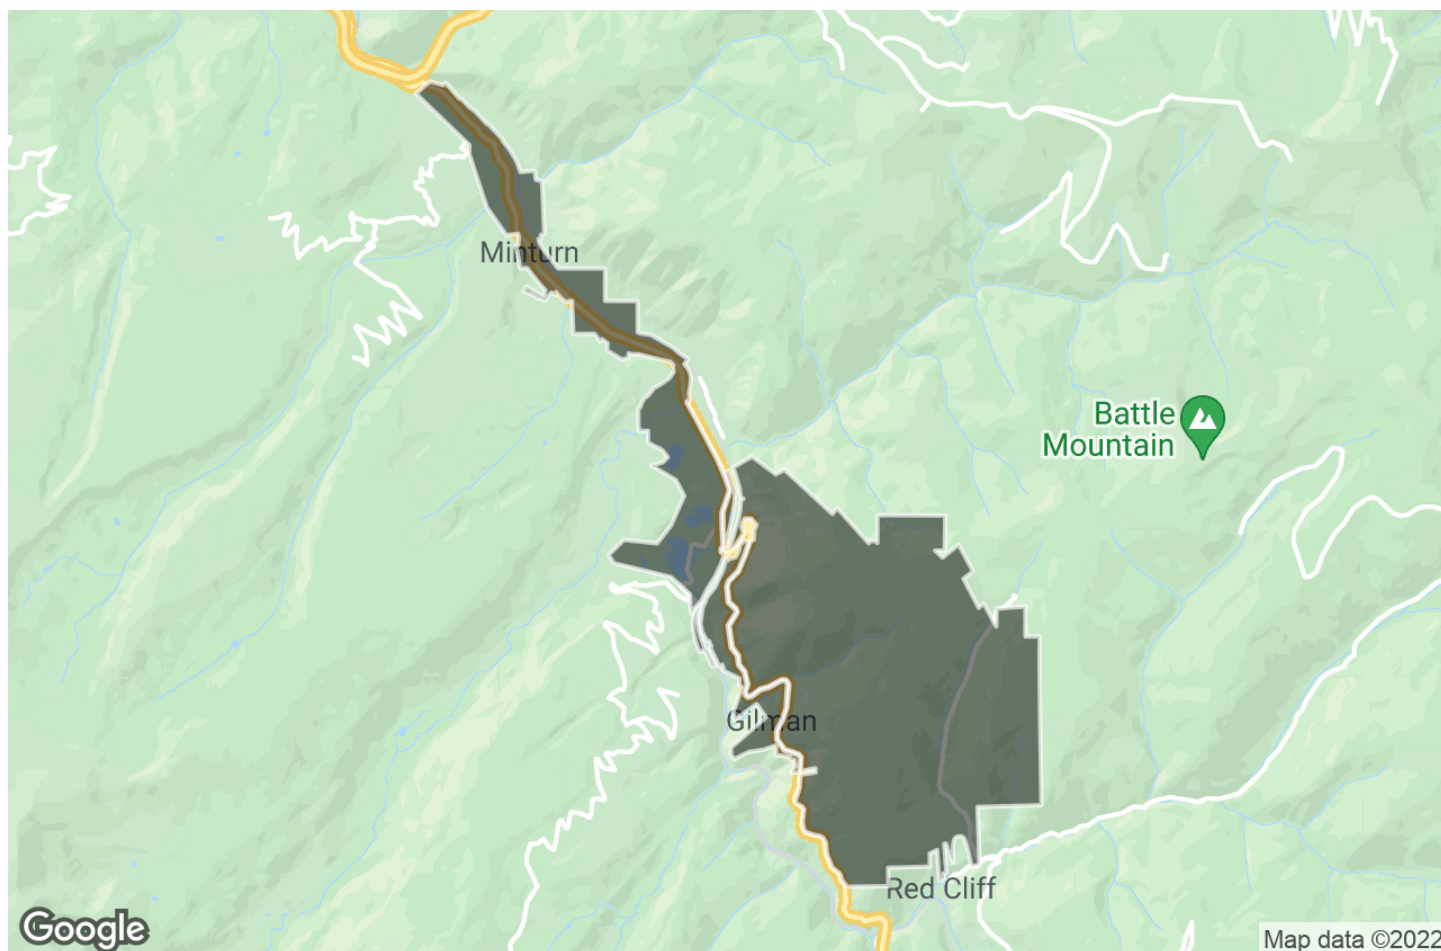 Minturn
Battle
Mountain
Gilman
Red Cliff
Google
Map data ©2022